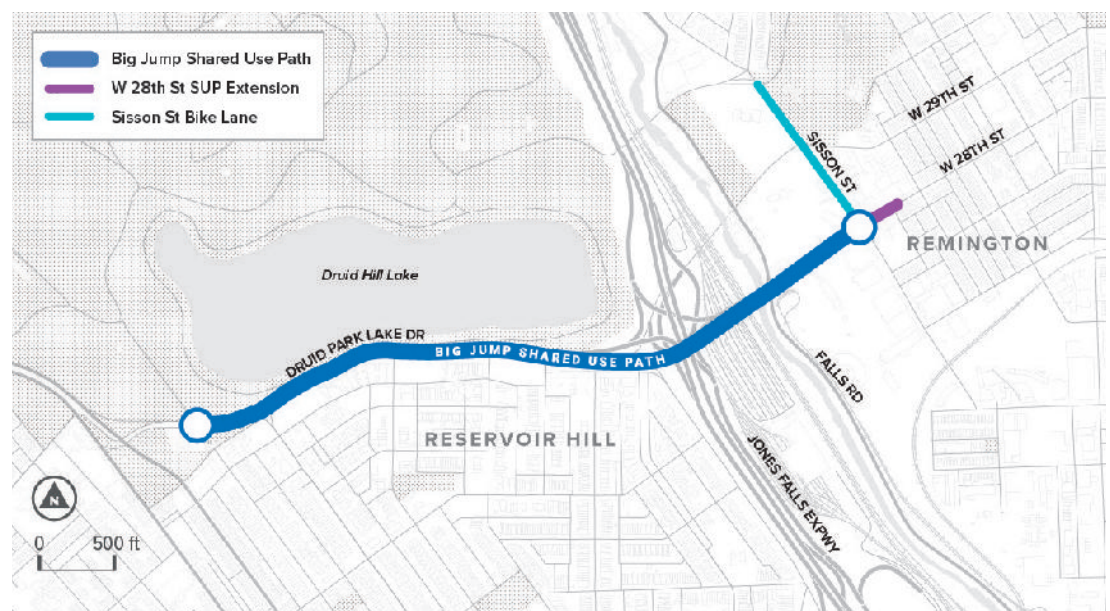 Big Jump Shared Use Path
W 28th St SUP Extension
Sisson St Bike Lane
W 29TH ST
W 28TH ST
SISSON ST
REMINGTON
Druid Hill Lake
DRUID PARK LAKE DR
BIG JUMP SHARED USE PATH
FALLS RD
RESERVOIR HILL
JONES FALLS EXPWY
N
0 500 ft